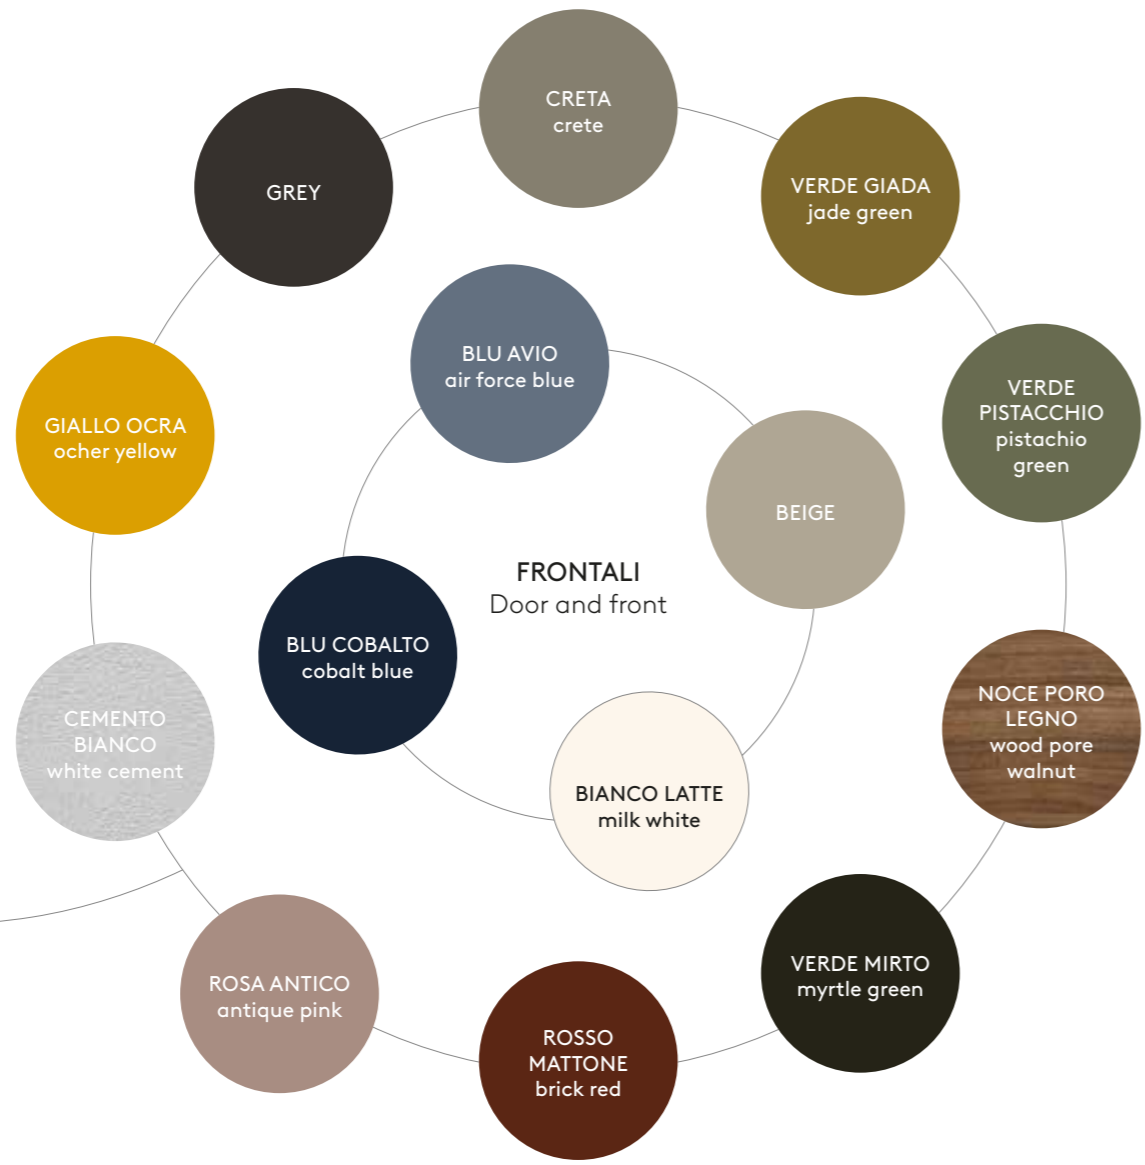 CRETA
crete
GREY
VERDE GIADA
jade green
BLU AVIO
air force blue
GIALLO OCRA
ocher yellow
VERDE
PISTACCHIO
pistachio
green
BEIGE
FRONTALI
Door and front
BLU COBALTO
cobalt blue
CEMENTO
BIANCO
white cement
NOCE PORO
LEGNO
wood pore
walnut
BIANCO LATTE
milk white
ROSA ANTICO
antique pink
VERDE MIRTO
myrtle green
ROSSO
MATTONE
brick red